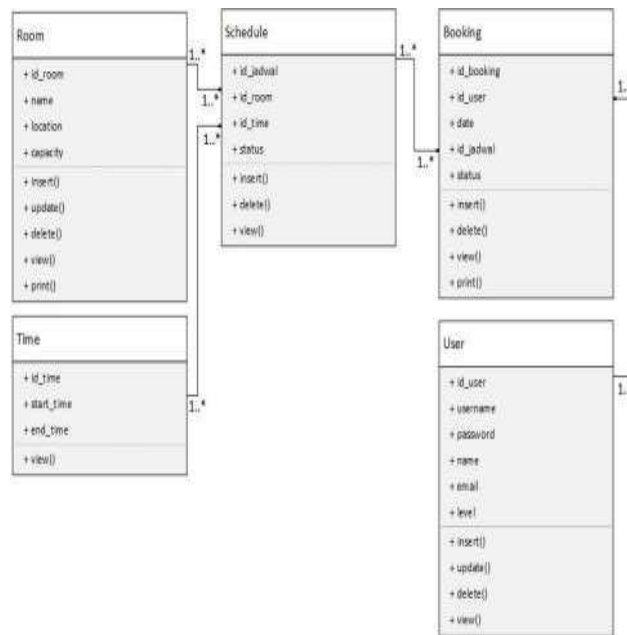 Room
+ id_room
+ name
+ location
+ capacity
+ insert()
+ update()
+ delete()
+ view()
+ print()
1..*
1..*
1..*
Schedule
+ id_jadwal
+ id_room
+ id_time
+ status
+ insert()
+ delete()
+ view()
1..*
1..*
Booking
+ id_booking
+ id_user
+ date
+ id_jadwal
+ status
+ insert()
+ delete()
+ view()
+ print()
1..
Time
+ id_time
+ start_time
+ end_time
+ view()
1..*
User
+ id_user
+ username
+ password
+ name
+ email
+ level
+ insert()
+ update()
+ delete()
+ view()
1..